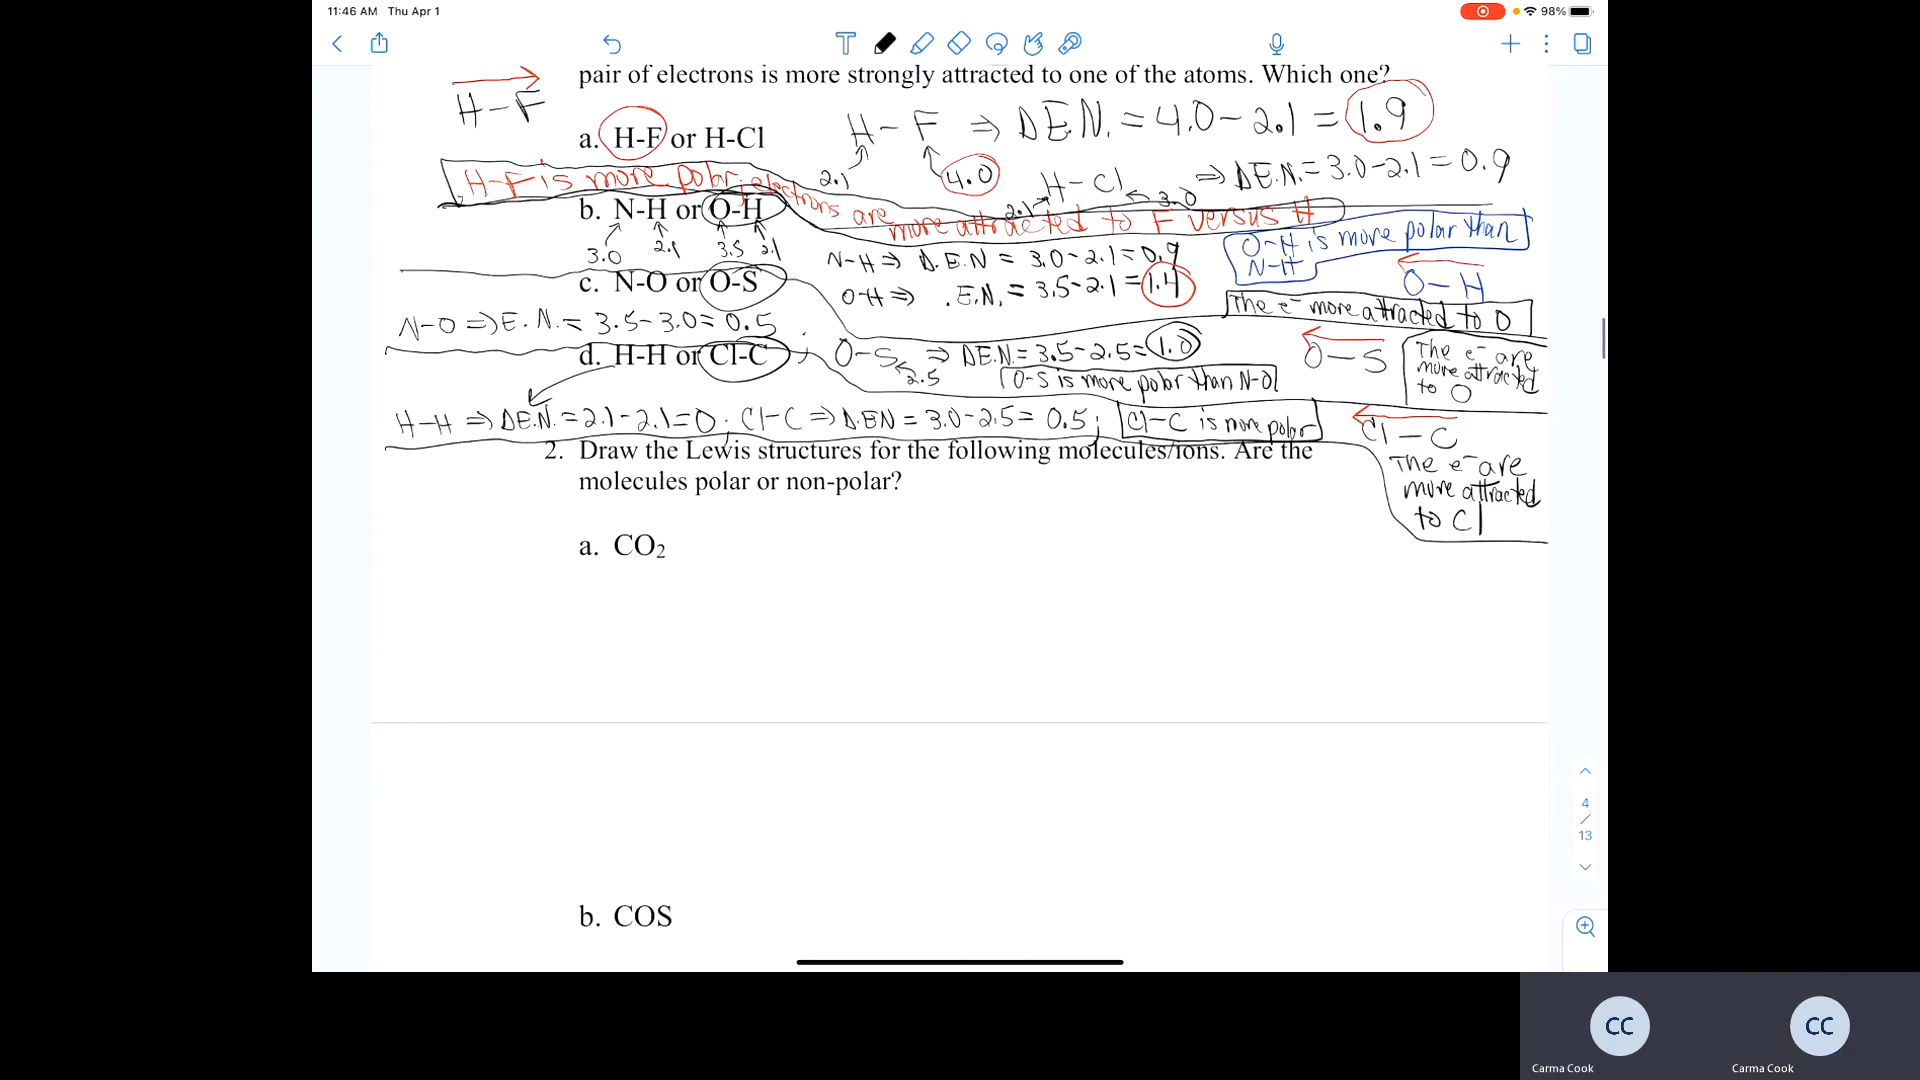 11:46 AM Thu Apr 1
98%
pair of electrons is more strongly attracted to one of the atoms. Which one?
H-F
H-F ⇒ ΔE.N. = 4.0-2.1 = 1.9
a. H-F or H-Cl
2.1
4.0
H-Cl ⇒ ΔE.N. = 3.0-2.1 = 0.9
2.1
3.0
H-F is more polar; electrons are
more attracted to F versus H
b. N-H or O-H
3.0 2.1 3.5 2.1
N-H ⇒ Δ.E.N = 3.0-2.1 = 0.9
O-H is more polar than
N-H
O-H
c. N-O or O-S
O-H ⇒ .E.N. = 3.5-2.1 = 1.4
The e⁻ more attracted to O
N-O ⇒ E.N. = 3.5-3.0 = 0.5 ;
d. H-H or Cl-C
O-S ⇒ ΔE.N. = 3.5-2.5 = 1.0
2.5
O-S is more polar than N-O
O-S
The e⁻ are
more attracted
to O
H-H ⇒ ΔE.N. = 2.1-2.1 = 0 ; Cl-C ⇒ ΔEN = 3.0-2.5 = 0.5 ;
Cl-C is more polar
Cl-C
The e⁻ are
more attracted
to Cl
2. Draw the Lewis structures for the following molecules/ions. Are the
molecules polar or non-polar?
a. CO₂
b. COS
4
/
13
CC
CC
Carma Cook
Carma Cook